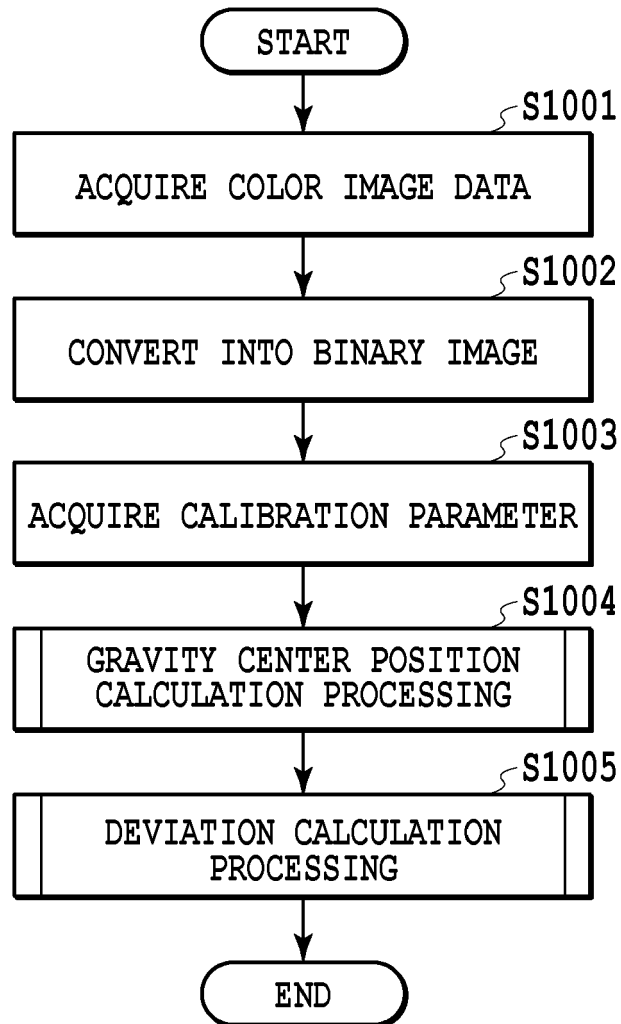 START
S1001
ACQUIRE COLOR IMAGE DATA
S1002
CONVERT INTO BINARY IMAGE
S1003
ACQUIRE CALIBRATION PARAMETER
S1004
GRAVITY CENTER POSITION
CALCULATION PROCESSING
S1005
DEVIATION CALCULATION
PROCESSING
END